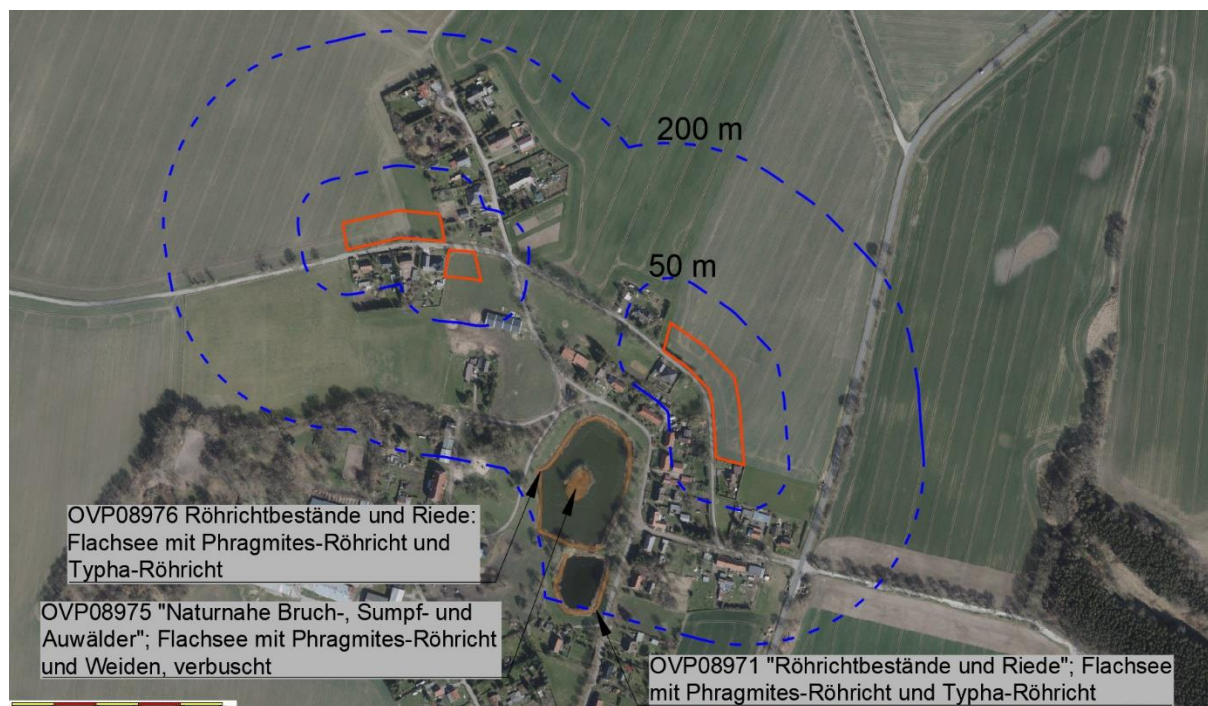 200 m
50 m
OVP08976 Röhrichtbestände und Riede:
Flachsee mit Phragmites-Röhricht und
Typha-Röhricht
OVP08975 "Naturnahe Bruch-, Sumpf- und
Auwälder"; Flachsee mit Phragmites-Röhricht
und Weiden, verbuscht
OVP08971 "Röhrichtbestände und Riede"; Flachsee
mit Phragmites-Röhricht und Typha-Röhricht